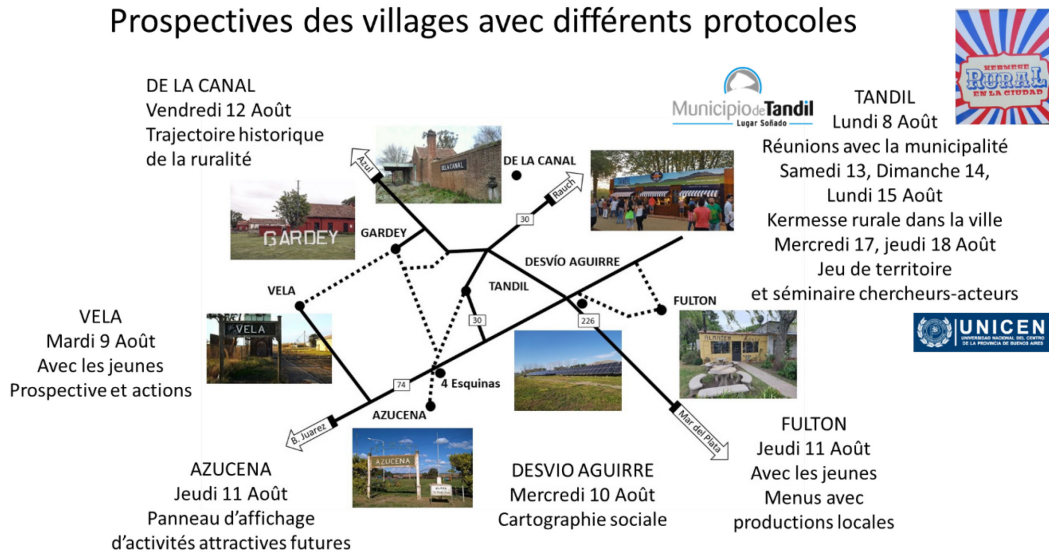 Prospectives des villages avec différents protocoles
KERMESE
RURAL
EN LA CIUDAD
DE LA CANAL
Vendredi 12 Août
Trajectoire historique
de la ruralité
Municipio de Tandil
Lugar Soñado
TANDIL
Lundi 8 Août
Réunions avec la municipalité
Samedi 13, Dimanche 14,
Lundi 15 Août
Kermesse rurale dans la ville
Mercredi 17, jeudi 18 Août
Jeu de territoire
et séminaire chercheurs-acteurs
UNICEN
UNIVERSIDAD NACIONAL DEL CENTRO
DE LA PROVINCIA DE BUENOS AIRES
Azul
DE LA CANAL
DE LA CANAL
Rauch
30
GARDEY
GARDEY
DESVÍO AGUIRRE
VELA
TANDIL
FULTON
30
226
VELA
4 Esquinas
74
AZUCENA
B. Juarez
Mar del Plata
AZUCENA
VELA
Mardi 9 Août
Avec les jeunes
Prospective et actions
AZUCENA
Jeudi 11 Août
Panneau d’affichage
d’activités attractives futures
DESVIO AGUIRRE
Mercredi 10 Août
Cartographie sociale
FULTON
Jeudi 11 Août
Avec les jeunes
Menus avec
productions locales